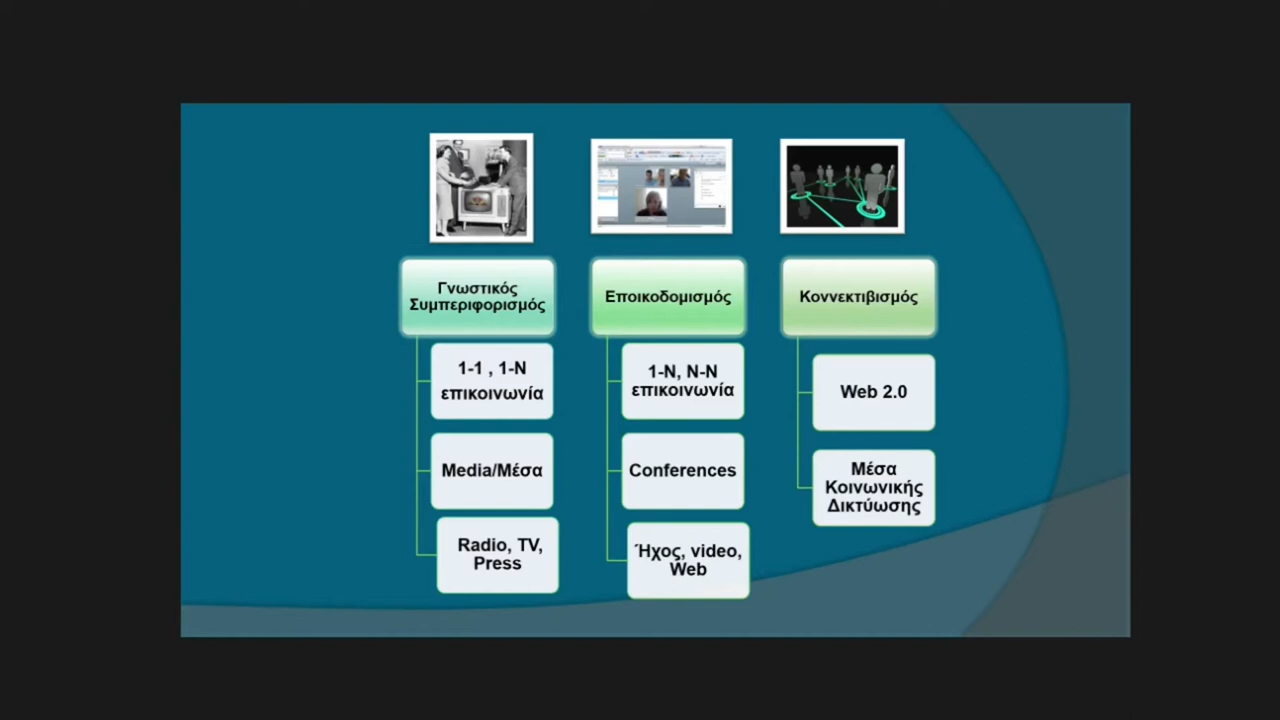 Γνωστικός
Συμπεριφορισμός
1-1 , 1-N
επικοινωνία
Media/Μέσα
Radio, TV,
Press
Εποικοδομισμός
1-N, N-N
επικοινωνία
Conferences
Ήχος, video,
Web
Κοννεκτιβισμός
Web 2.0
Μέσα
Κοινωνικής
Δικτύωσης